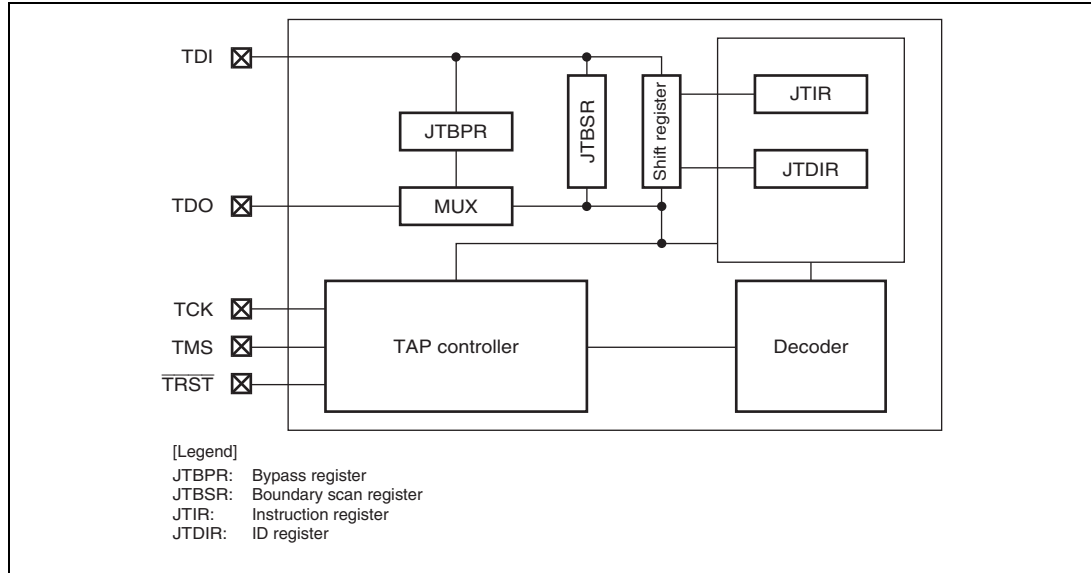 TDI
JTBPR
JTBSR
Shift register
JTIR
JTDIR
TDO
MUX
TCK
TMS
TRST
TAP controller
Decoder
[Legend]
JTBPR: Bypass register
JTBSR: Boundary scan register
JTIR: Instruction register
JTDIR: ID register